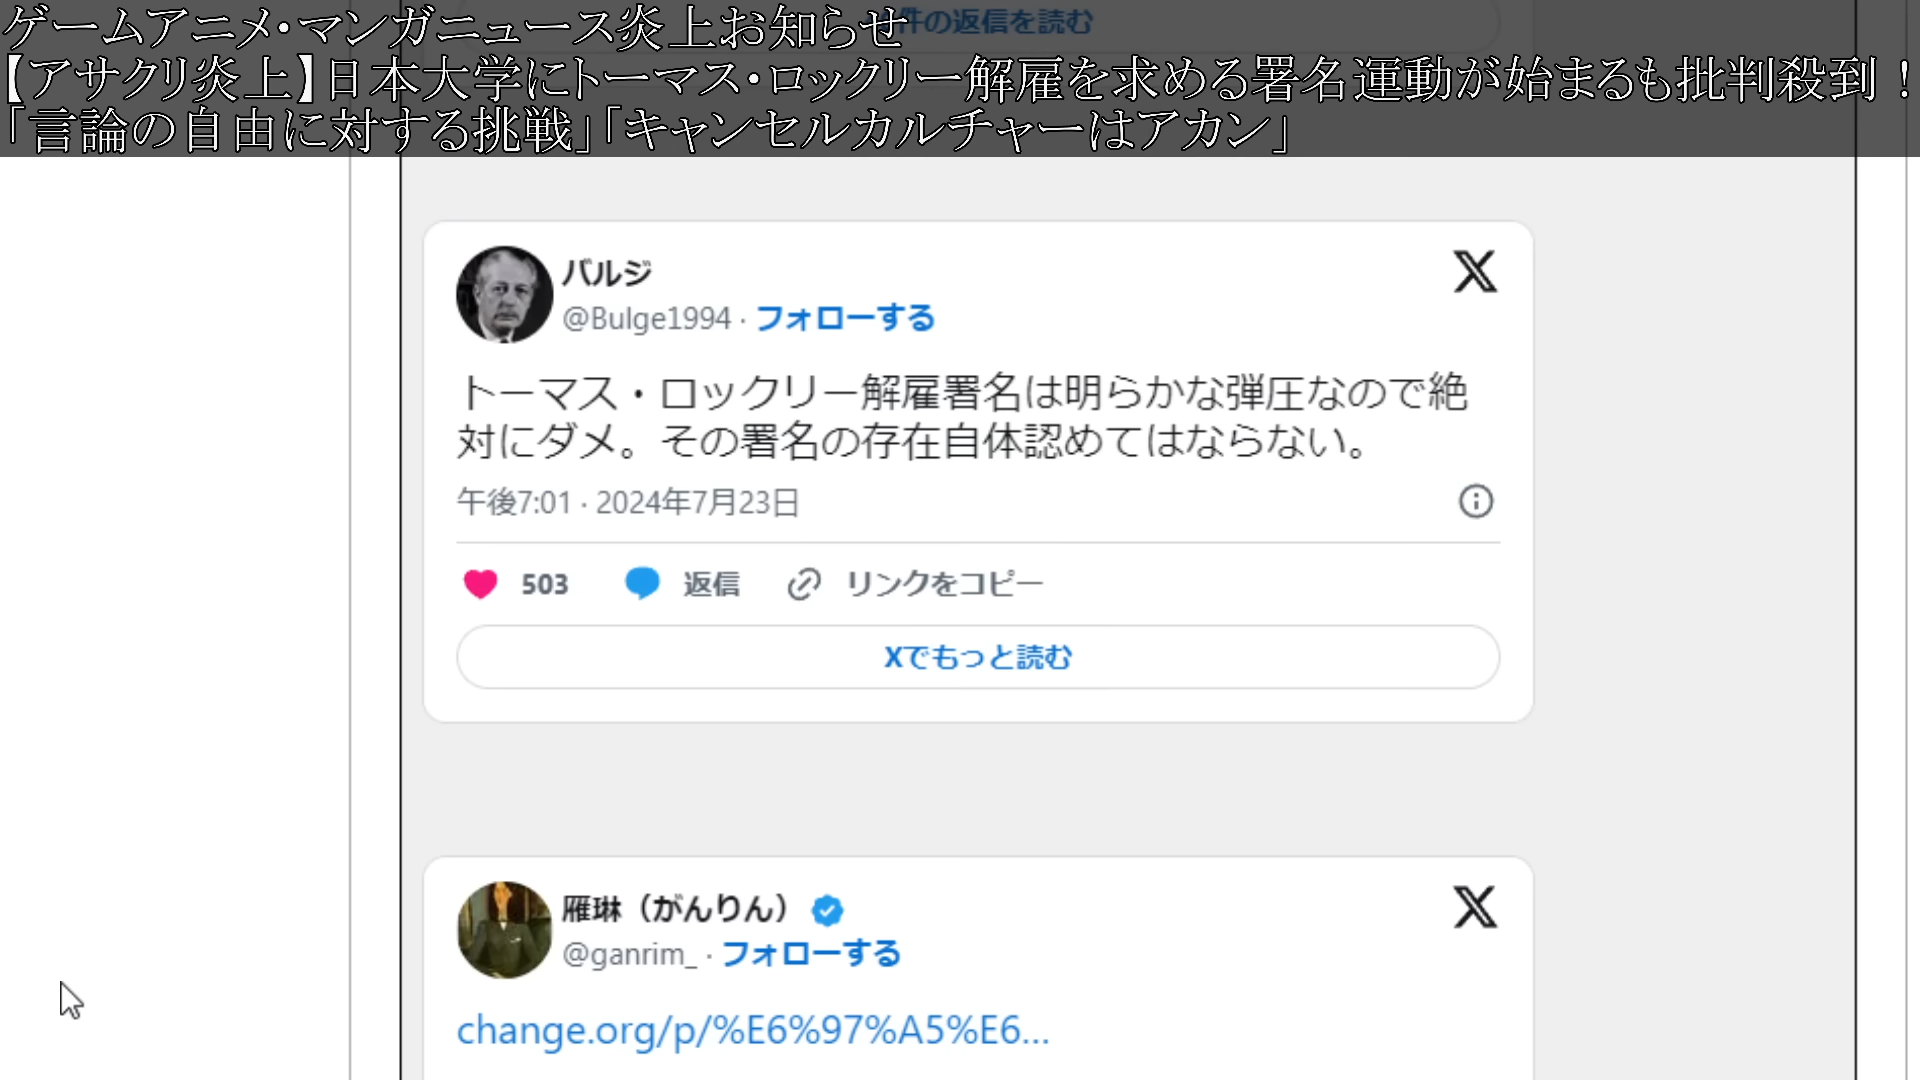 ゲームアニメ・マンガニュース炎上お知らせ
件の返信を読む
【アサクリ炎上】日本大学にトーマス・ロックリー解雇を求める署名運動が始まるも批判殺到！
「言論の自由に対する挑戦」「キャンセルカルチャーはアカン」
バルジ
@Bulge1994 · フォローする
トーマス・ロックリー解雇署名は明らかな弾圧なので絶
対にダメ。その署名の存在自体認めてはならない。
午後7:01 · 2024年7月23日
503 返信 リンクをコピー
Xでもっと読む
雁琳（がんりん）
@ganrim_ · フォローする
change.org/p/%E6%97%A5%E6...